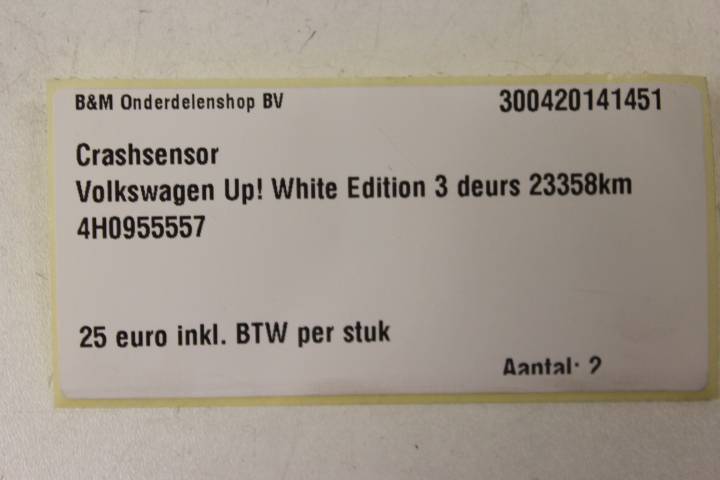 B&M Onderdelenshop BV 300420141451
Crashsensor
Volkswagen Up! White Edition 3 deurs 23358km
4H0955557
25 euro inkl. BTW per stuk
Aantal: 2